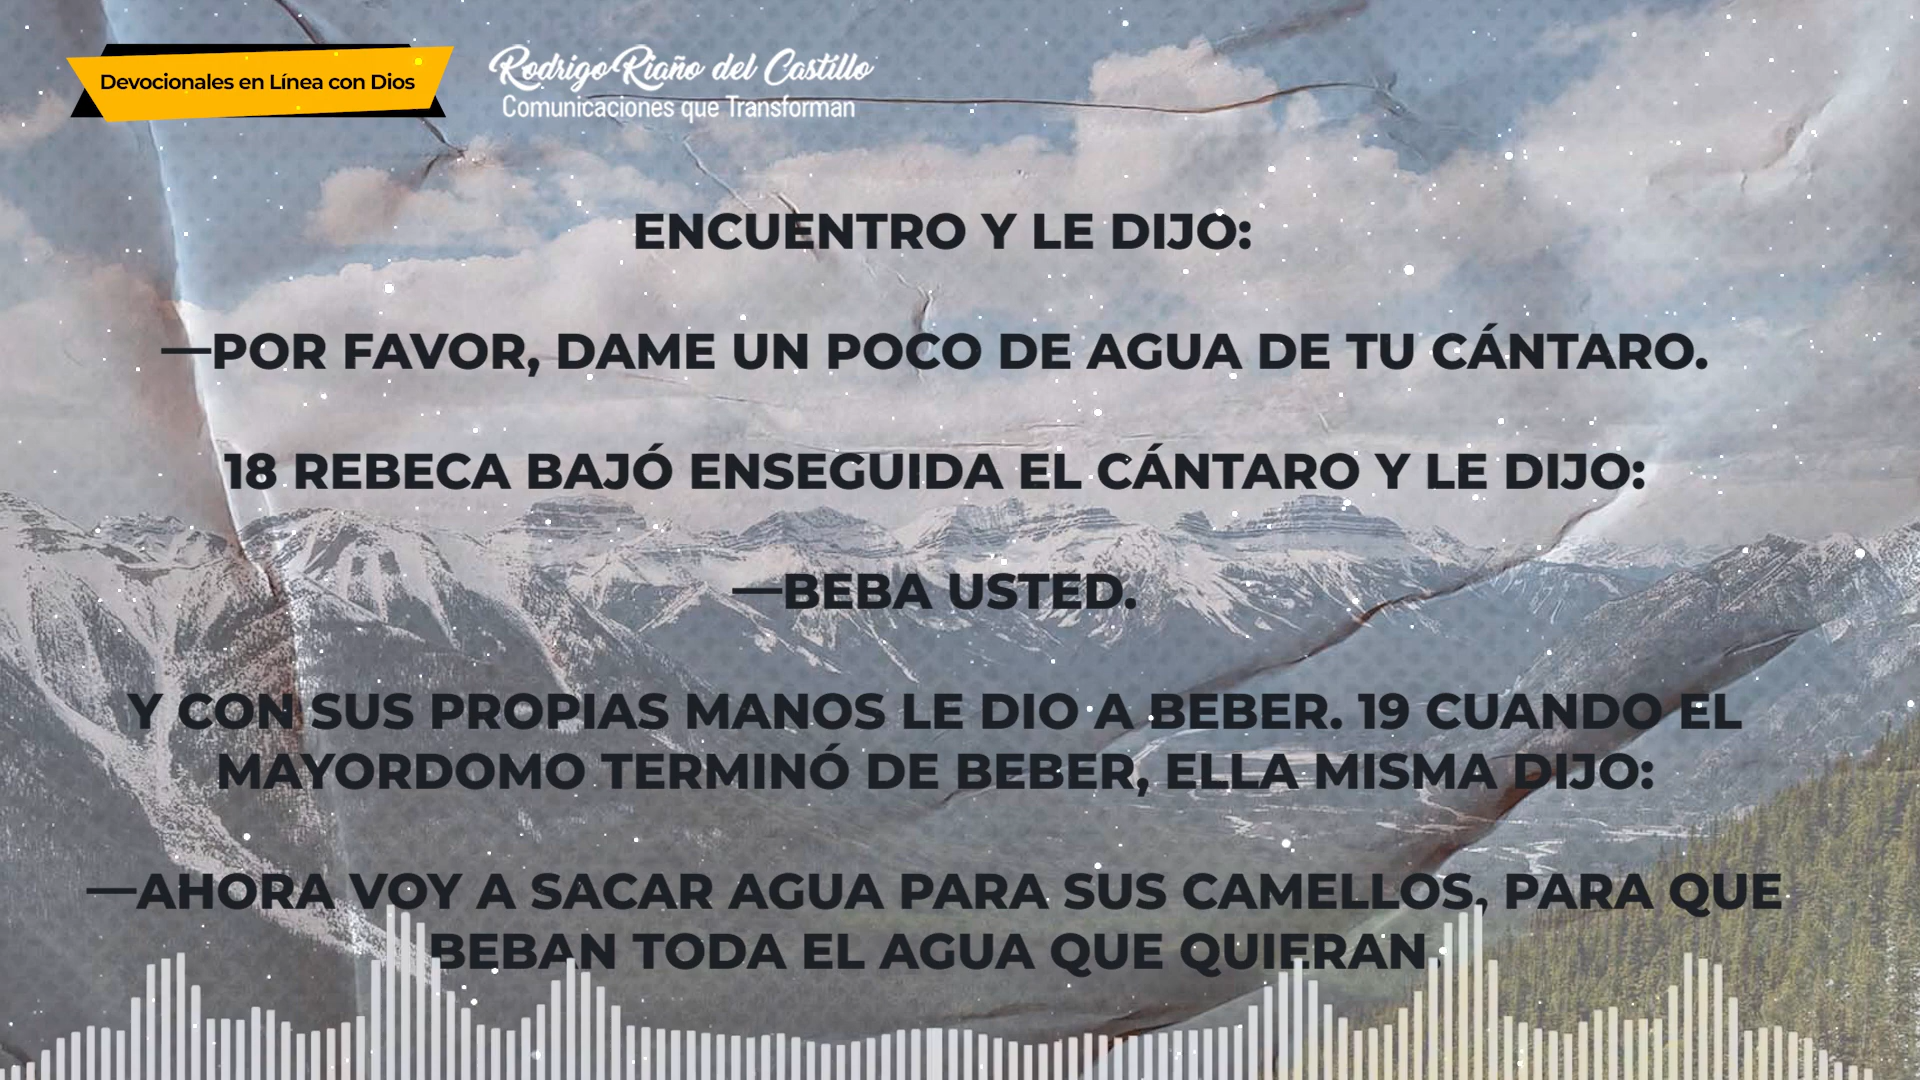 Devocionales en Línea con Dios
Rodrigo Riaño del Castillo
Comunicaciones que Transforman
ENCUENTRO Y LE DIJO:
—POR FAVOR, DAME UN POCO DE AGUA DE TU CÁNTARO.
18 REBECA BAJÓ ENSEGUIDA EL CÁNTARO Y LE DIJO:
—BEBA USTED.
Y CON SUS PROPIAS MANOS LE DIO A BEBER. 19 CUANDO EL
MAYORDOMO TERMINÓ DE BEBER, ELLA MISMA DIJO:
—AHORA VOY A SACAR AGUA PARA SUS CAMELLOS, PARA QUE
BEBAN TODA EL AGUA QUE QUIERAN.